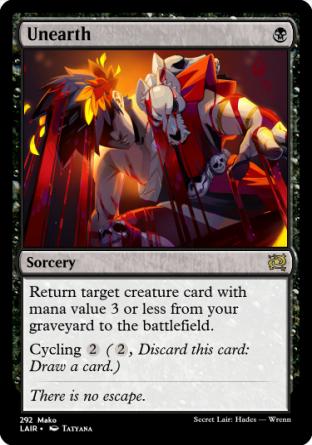 Unearth
Sorcery
Return target creature card with
mana value 3 or less from your
graveyard to the battlefield.
Cycling 2 ( 2, Discard this card:
Draw a card.)
There is no escape.
292 Mako
Secret Lair: Hades — Wrenn
LAIR • Tatyana